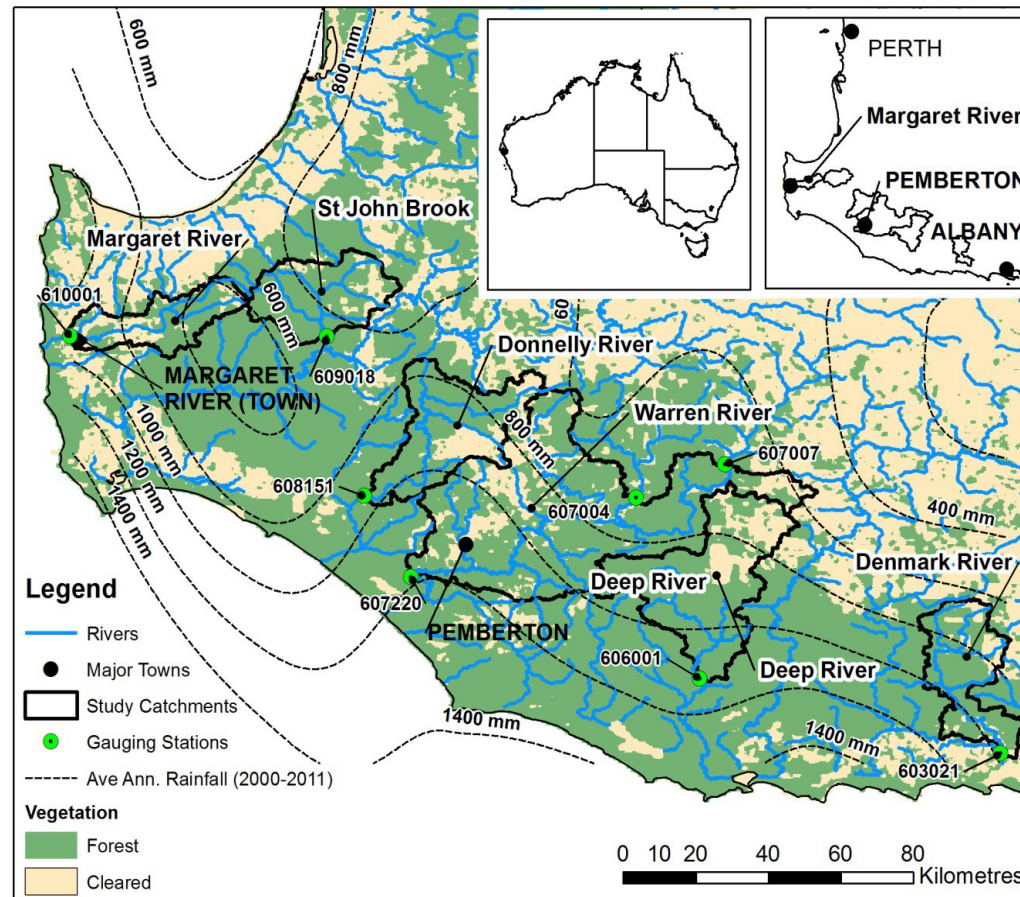 600 mm
800 mm
PERTH
Margaret River
PEMBERTON
ALBANY
St John Brook
Margaret River
610001
600 mm
60
Donnelly River
MARGARET
RIVER (TOWN)
609018
Warren River
800 mm
1000 mm
1200 mm
1400 mm
607007
608151
607004
400 mm
Denmark River
Deep River
607220
PEMBERTON
606001
Deep River
1400 mm
1400 mm
603021
Legend
Rivers
Major Towns
Study Catchments
Gauging Stations
Ave Ann. Rainfall (2000-2011)
Vegetation
Forest
Cleared
0 10 20 40 60 80
Kilometres